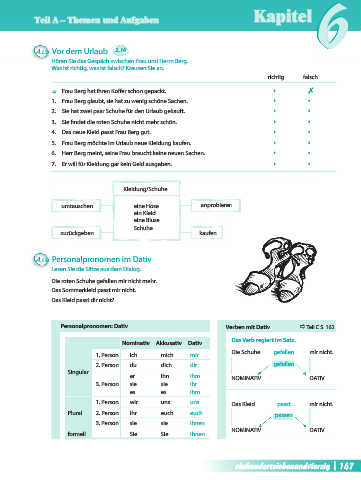 Teil A – Themen und Aufgaben
Kapitel 6
A12 Vor dem Urlaub 2.16
Hören Sie das Gespräch zwischen Frau und Herrn Berg.
Was ist richtig, was ist falsch? Kreuzen Sie an.
richtig falsch
Frau Berg hat ihren Koffer schon gepackt. ✗
1. Frau Berg glaubt, sie hat zu wenig schöne Sachen.
2. Sie hat zwei paar Schuhe für den Urlaub gekauft.
3. Sie findet die roten Schuhe nicht mehr schön.
4. Das neue Kleid passt Frau Berg gut.
5. Frau Berg möchte im Urlaub neue Kleidung kaufen.
6. Herr Berg meint, seine Frau braucht keine neuen Sachen.
7. Er will für Kleidung gar kein Geld ausgeben.
Kleidung/Schuhe
umtauschen
eine Hose
ein Kleid
eine Bluse
Schuhe
anprobieren
zurückgeben
kaufen
Personalpronomen im Dativ
Lesen Sie die Sätze aus dem Dialog.
Die roten Schuhe gefallen mir nicht mehr.
Das Sommerkleid passt mir nicht.
Das Kleid passt dir nicht?
Personalpronomen: Dativ
Nominativ Akkusativ Dativ
Singular
1. Person ich mich mir
2. Person du dich dir
3. Person
er ihn ihm
sie sie ihr
es es ihm
Plural
1. Person wir uns uns
2. Person ihr euch euch
3. Person sie sie ihnen
formell Sie Sie Ihnen
Verben mit Dativ ⇨ Teil C S. 163
Das Verb regiert im Satz.
Die Schuhe gefallen mir nicht.
gefallen
NOMINATIV DATIV
Das Kleid passt mir nicht.
passen
NOMINATIV DATIV
einhundertsiebenundvierzig | 147